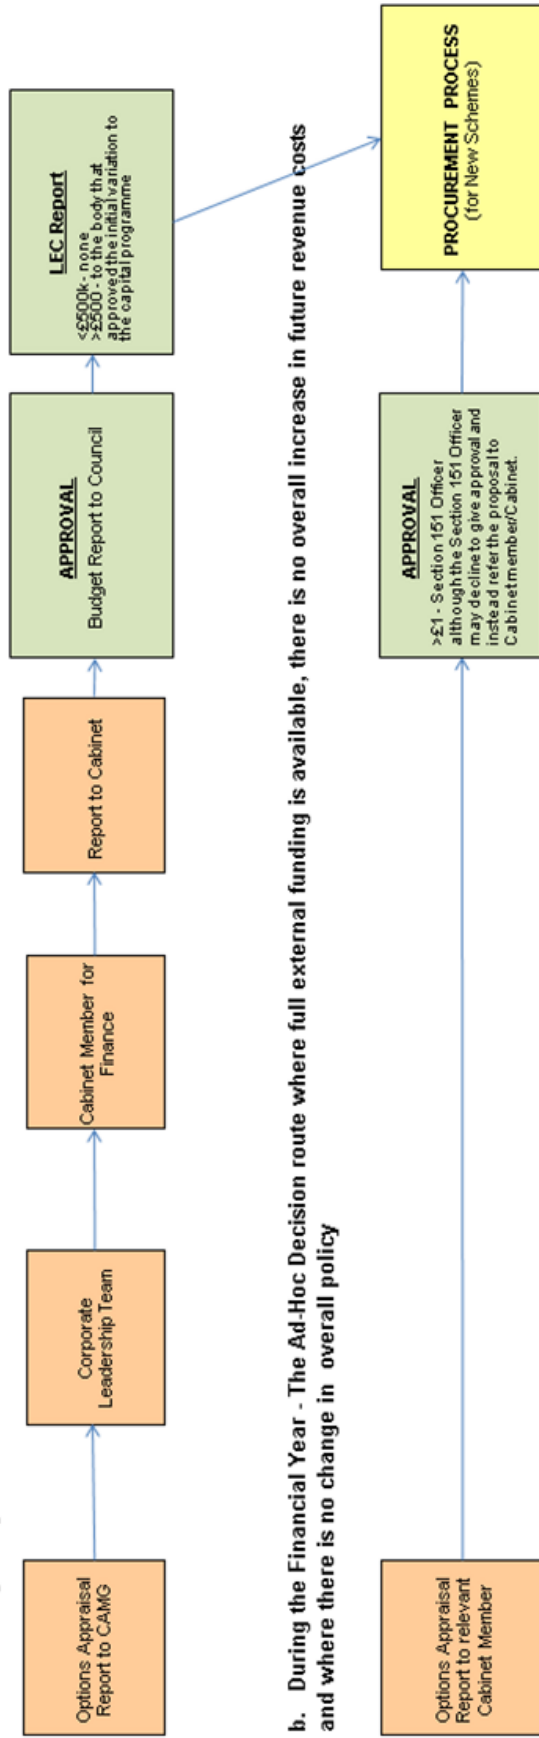 Options Appraisal
Report to CAMG
Corporate
Leadership Team
Cabinet Member for
Finance
Report to Cabinet
APPROVAL
Budget Report to Council
LEC Report
<£500k - none
>£500 - to the body that
approved the initial variation to
the capital programme
b. During the Financial Year - The Ad-Hoc Decision route where full external funding is available, there is no overall increase in future revenue costs
and where there is no change in overall policy
Options Appraisal
Report to relevant
Cabinet Member
APPROVAL
>£1 - Section 151 Officer
although the Section 151 Officer
may decline to give approval and
instead refer the proposal to
Cabinet member/Cabinet.
PROCUREMENT PROCESS
(for New Schemes)